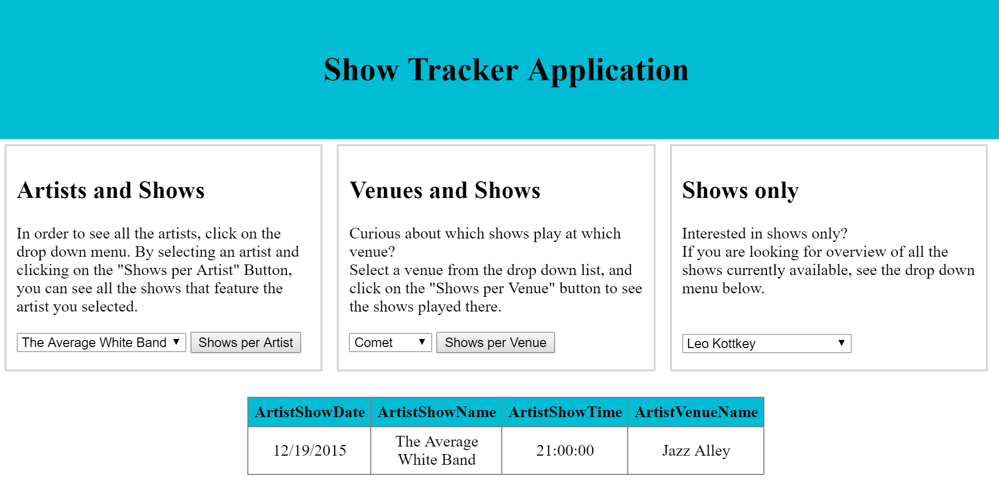 Show Tracker Application
Artists and Shows
In order to see all the artists, click on the
drop down menu. By selecting an artist and
clicking on the "Shows per Artist" Button,
you can see all the shows that feature the
artist you selected.
The Average White Band
Shows per Artist
Venues and Shows
Curious about which shows play at which
venue?
Select a venue from the drop down list, and
click on the "Shows per Venue" button to see
the shows played there.
Comet
Shows per Venue
Shows only
Interested in shows only?
If you are looking for overview of all the
shows currently available, see the drop down
menu below.
Leo Kottkey
ArtistShowDate ArtistShowName ArtistShowTime ArtistVenueName
12/19/2015
The Average
White Band
21:00:00
Jazz Alley